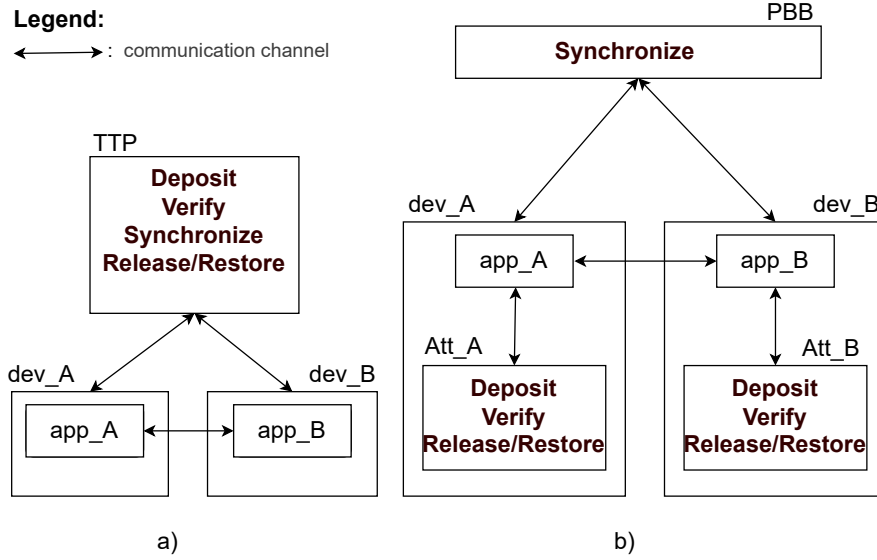 Legend:
: communication channel
TTP
Deposit
Verify
Synchronize
Release/Restore
dev_A
dev_B
app_A
app_B
a)
PBB
Synchronize
dev_A
dev_B
app_A
app_B
Att_A
Att_B
Deposit
Verify
Release/Restore
Deposit
Verify
Release/Restore
b)